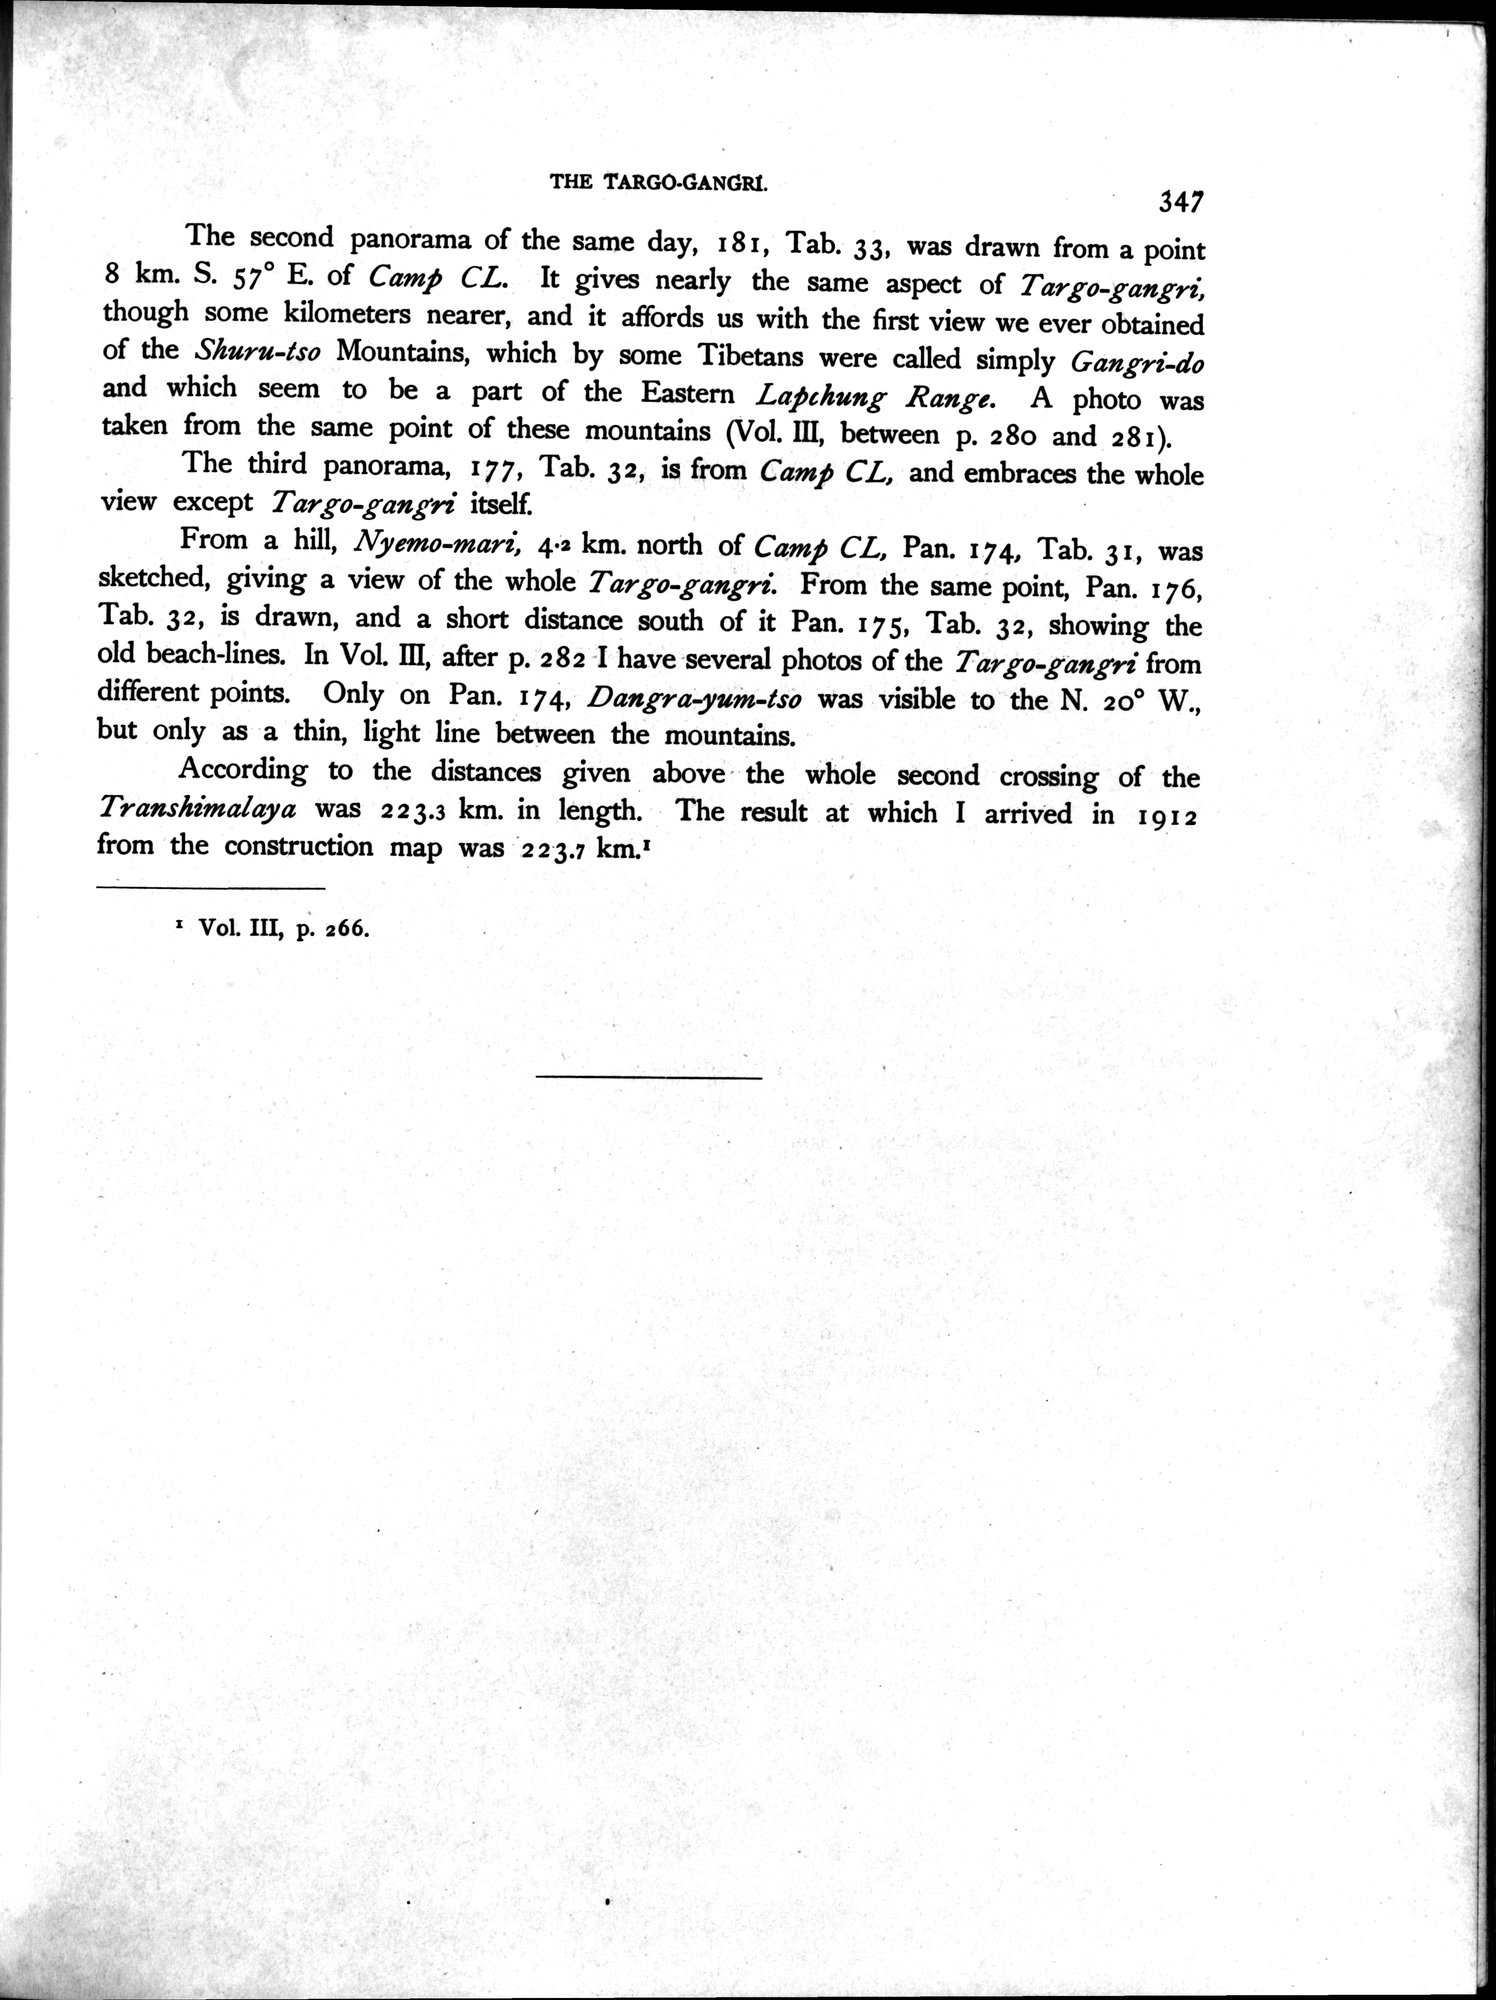 THE TARGO-GANGRI.
347
The second panorama of the same day, 181, Tab. 33, was drawn from a point
8 km. S. 57° E. of Camp CL. It gives nearly the same aspect of Targo-gangri,
though some kilometers nearer, and it affords us with the first view we ever obtained
of the Shuru-tso Mountains, which by some Tibetans were called simply Gangri-do
and which seem to be a part of the Eastern Lapchung Range. A photo was
taken from the same point of these mountains (Vol. III, between p. 280 and 281).
The third panorama, 177, Tab. 32, is from Camp CL, and embraces the whole
view except Targo-gangri itself.
From a hill, Nyemo-mari, 4.2 km. north of Camp CL, Pan. 174, Tab. 31, was
sketched, giving a view of the whole Targo-gangri. From the same point, Pan. 176,
Tab. 32, is drawn, and a short distance south of it Pan. 175, Tab. 32, showing the
old beach-lines. In Vol. III, after p. 282 I have several photos of the Targo-gangri from
different points. Only on Pan. 174, Dangra-yum-tso was visible to the N. 20° W.,
but only as a thin, light line between the mountains.
According to the distances given above the whole second crossing of the
Transhimalaya was 223.3 km. in length. The result at which I arrived in 1912
from the construction map was 223.7 km.¹
¹ Vol. III, p. 266.